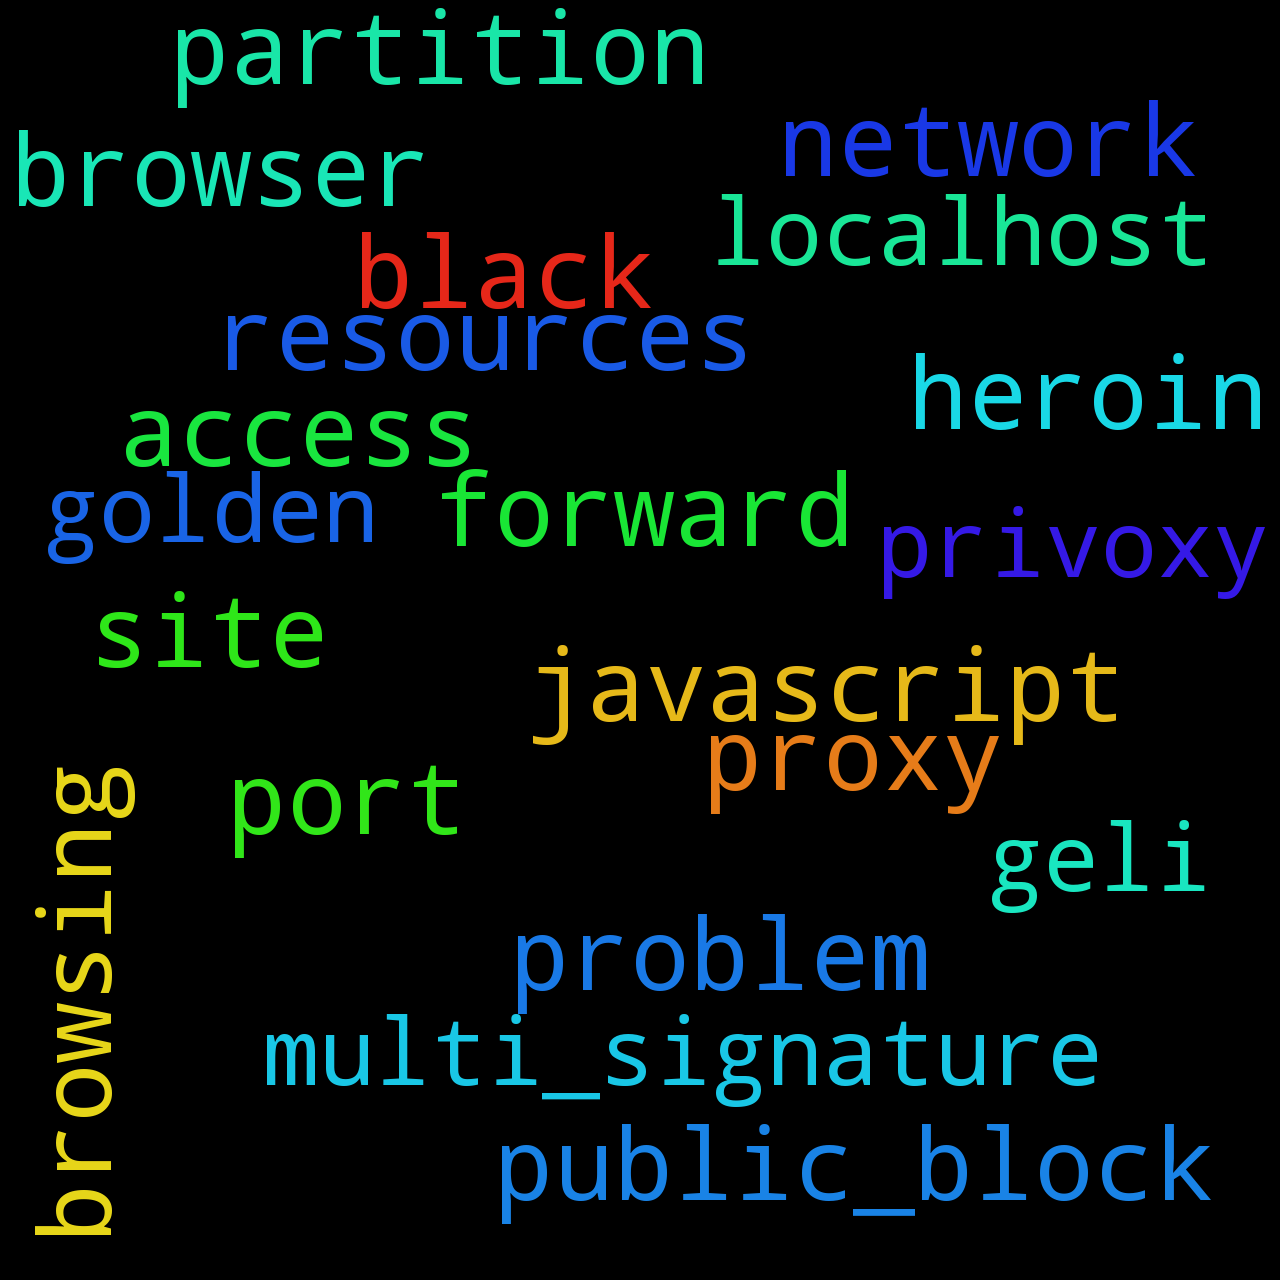 partition
network
browser
localhost
black
resources
heroin
access
golden
forward
privoxy
site
javascript
proxy
port
browsing
geli
problem
multi_signature
public_block